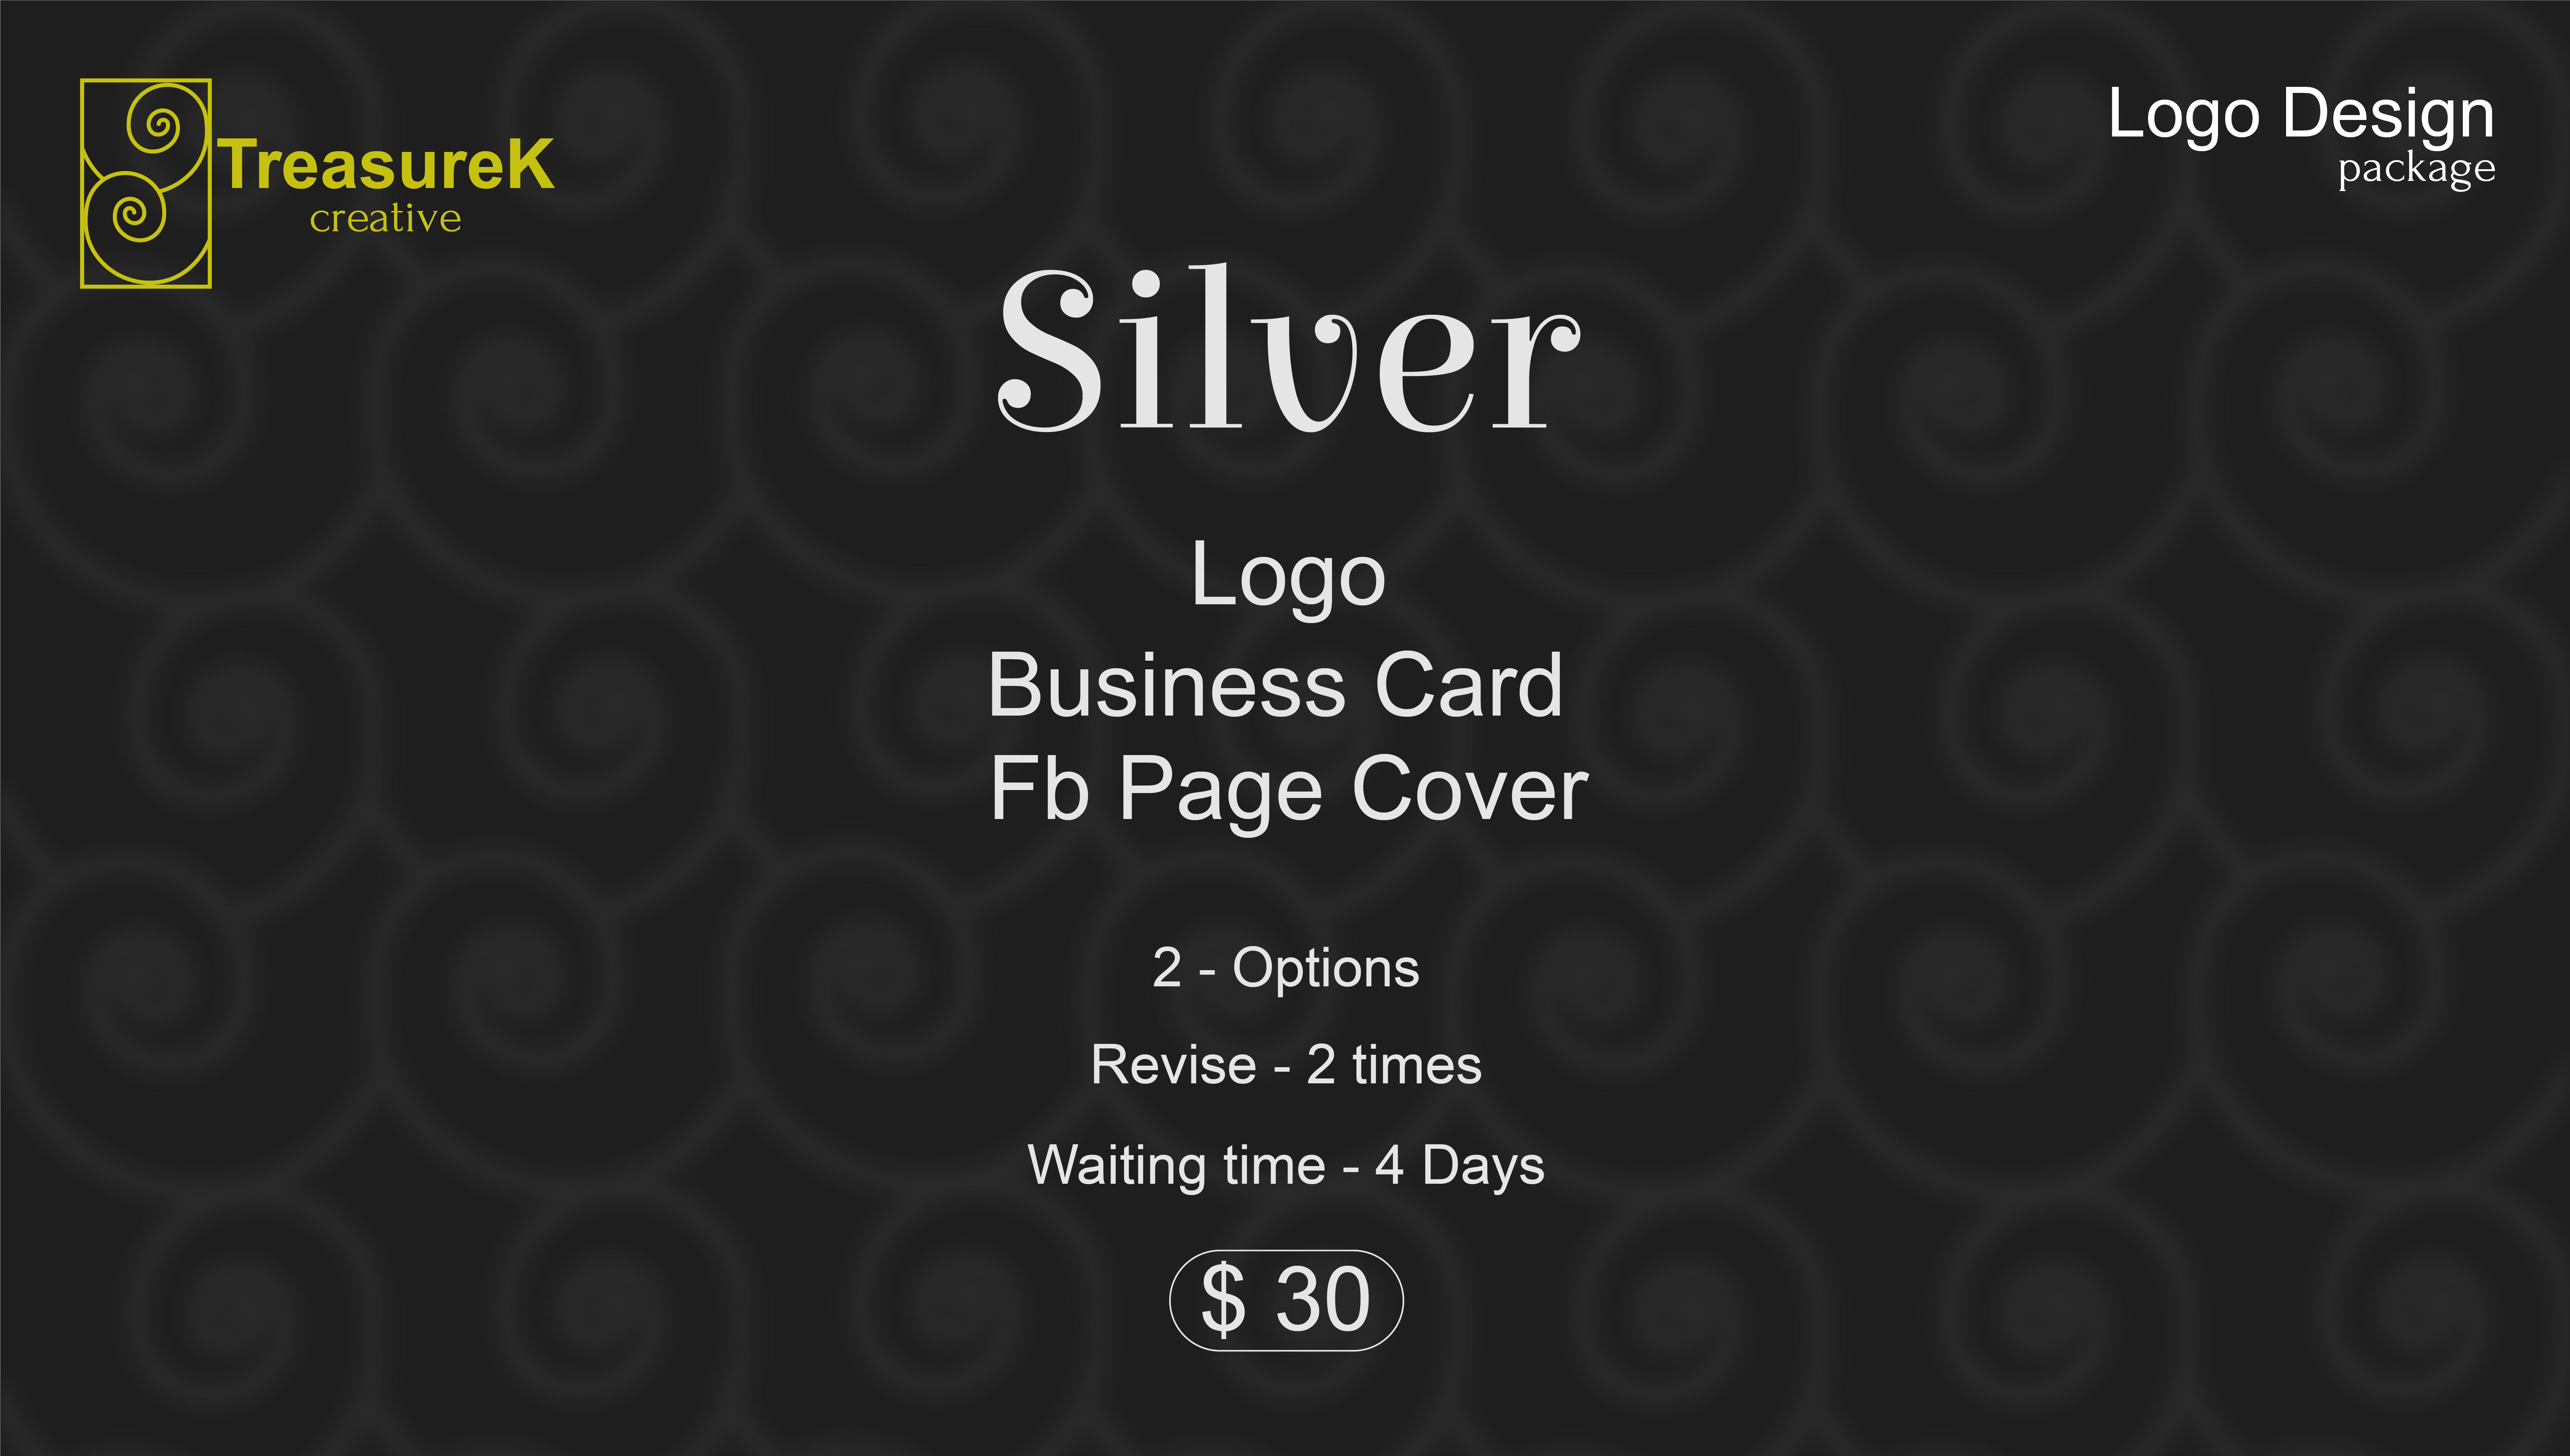 TreasureK
creative
Logo Design
package
Silver
Logo
Business Card
Fb Page Cover
2 - Options
Revise - 2 times
Waiting time - 4 Days
$ 30